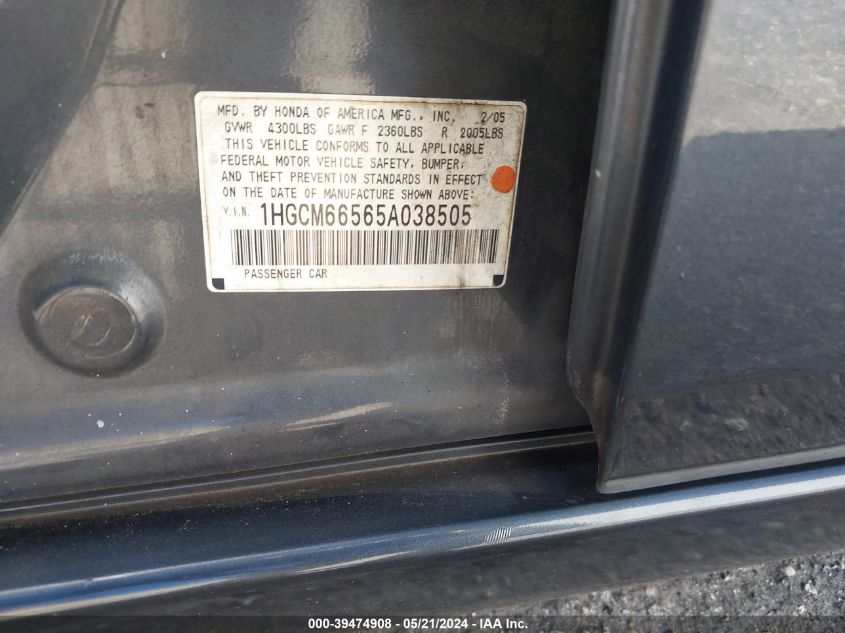 MFD. BY HONDA OF AMERICA MFG., INC. 2/05
GVWR 4300LBS GAWR F 2360LBS R 2005LBS
THIS VEHICLE CONFORMS TO ALL APPLICABLE
FEDERAL MOTOR VEHICLE SAFETY, BUMPER,
AND THEFT PREVENTION STANDARDS IN EFFECT
ON THE DATE OF MANUFACTURE SHOWN ABOVE:
V.I.N. 1HGCM66565A038505
PASSENGER CAR
000-39474908 - 05/21/2024 - © IAA, Inc.